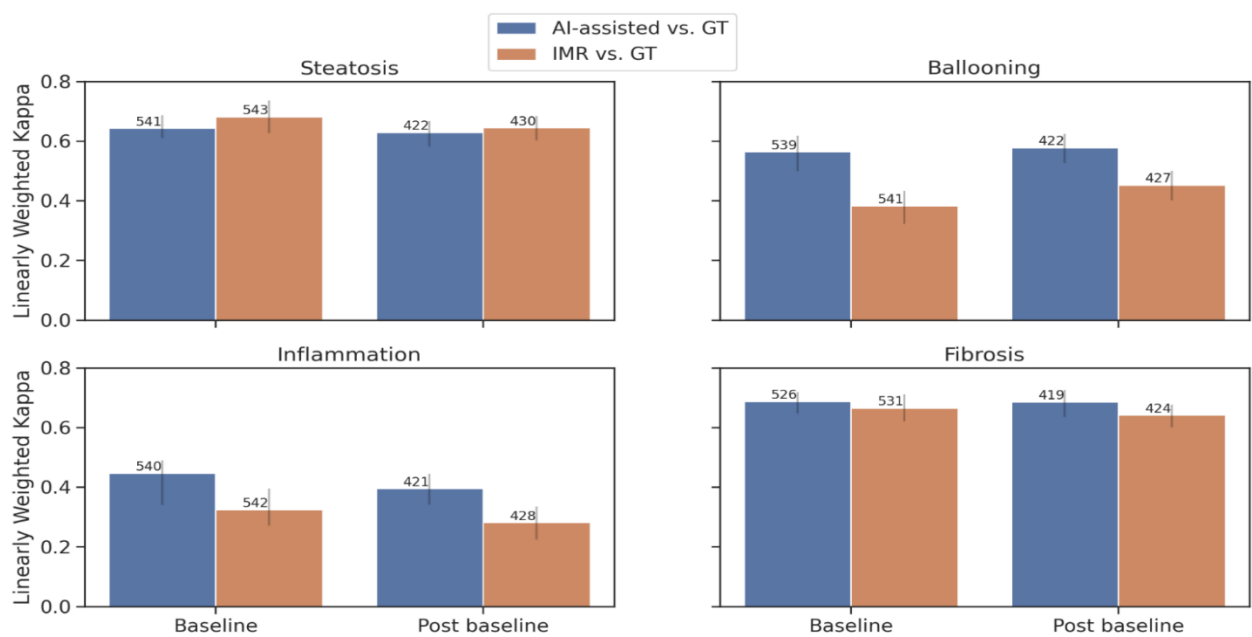 AI-assisted vs. GT
IMR vs. GT
Steatosis
Linearly Weighted Kappa
0.8
0.6
0.4
0.2
0.0
541
543
422
430
Ballooning
539
541
422
427
Inflammation
Linearly Weighted Kappa
0.8
0.6
0.4
0.2
0.0
540
542
421
428
Baseline
Post baseline
Fibrosis
526
531
419
424
Baseline
Post baseline